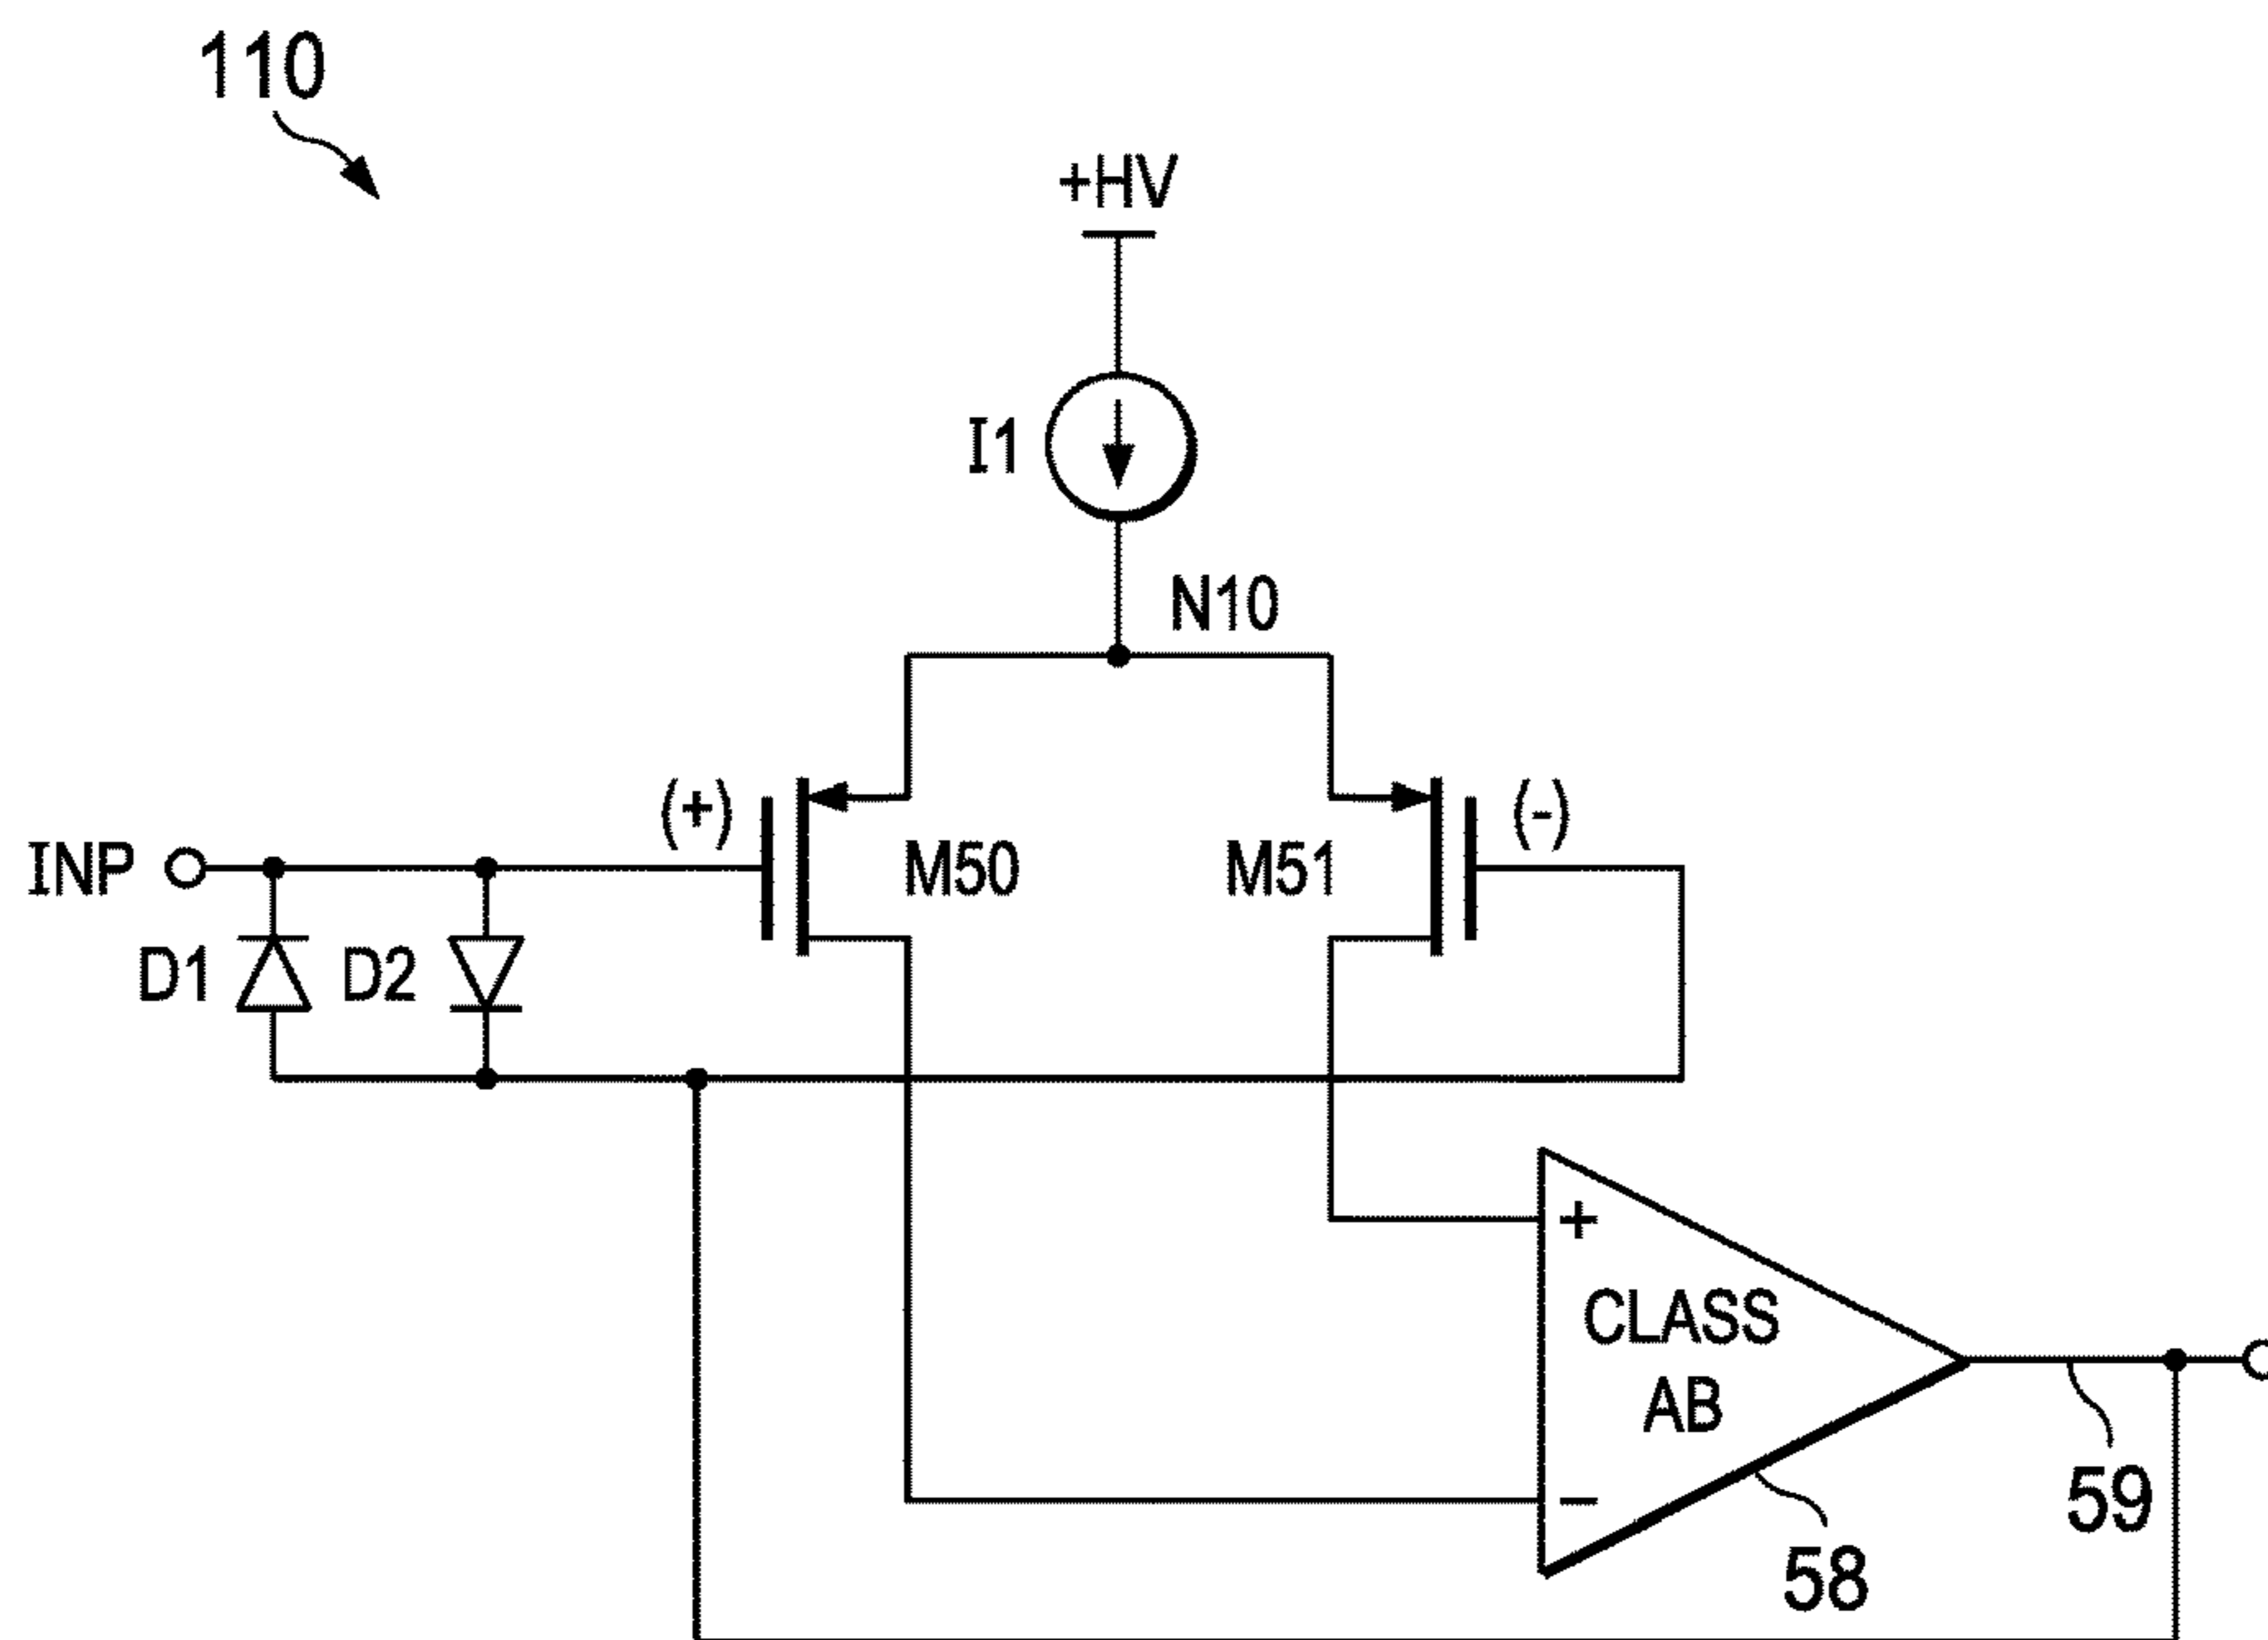 110
+HV
I1
N10
(+)
(-)
INP
M50
M51
D1
D2
+
CLASS
AB
−
59
58